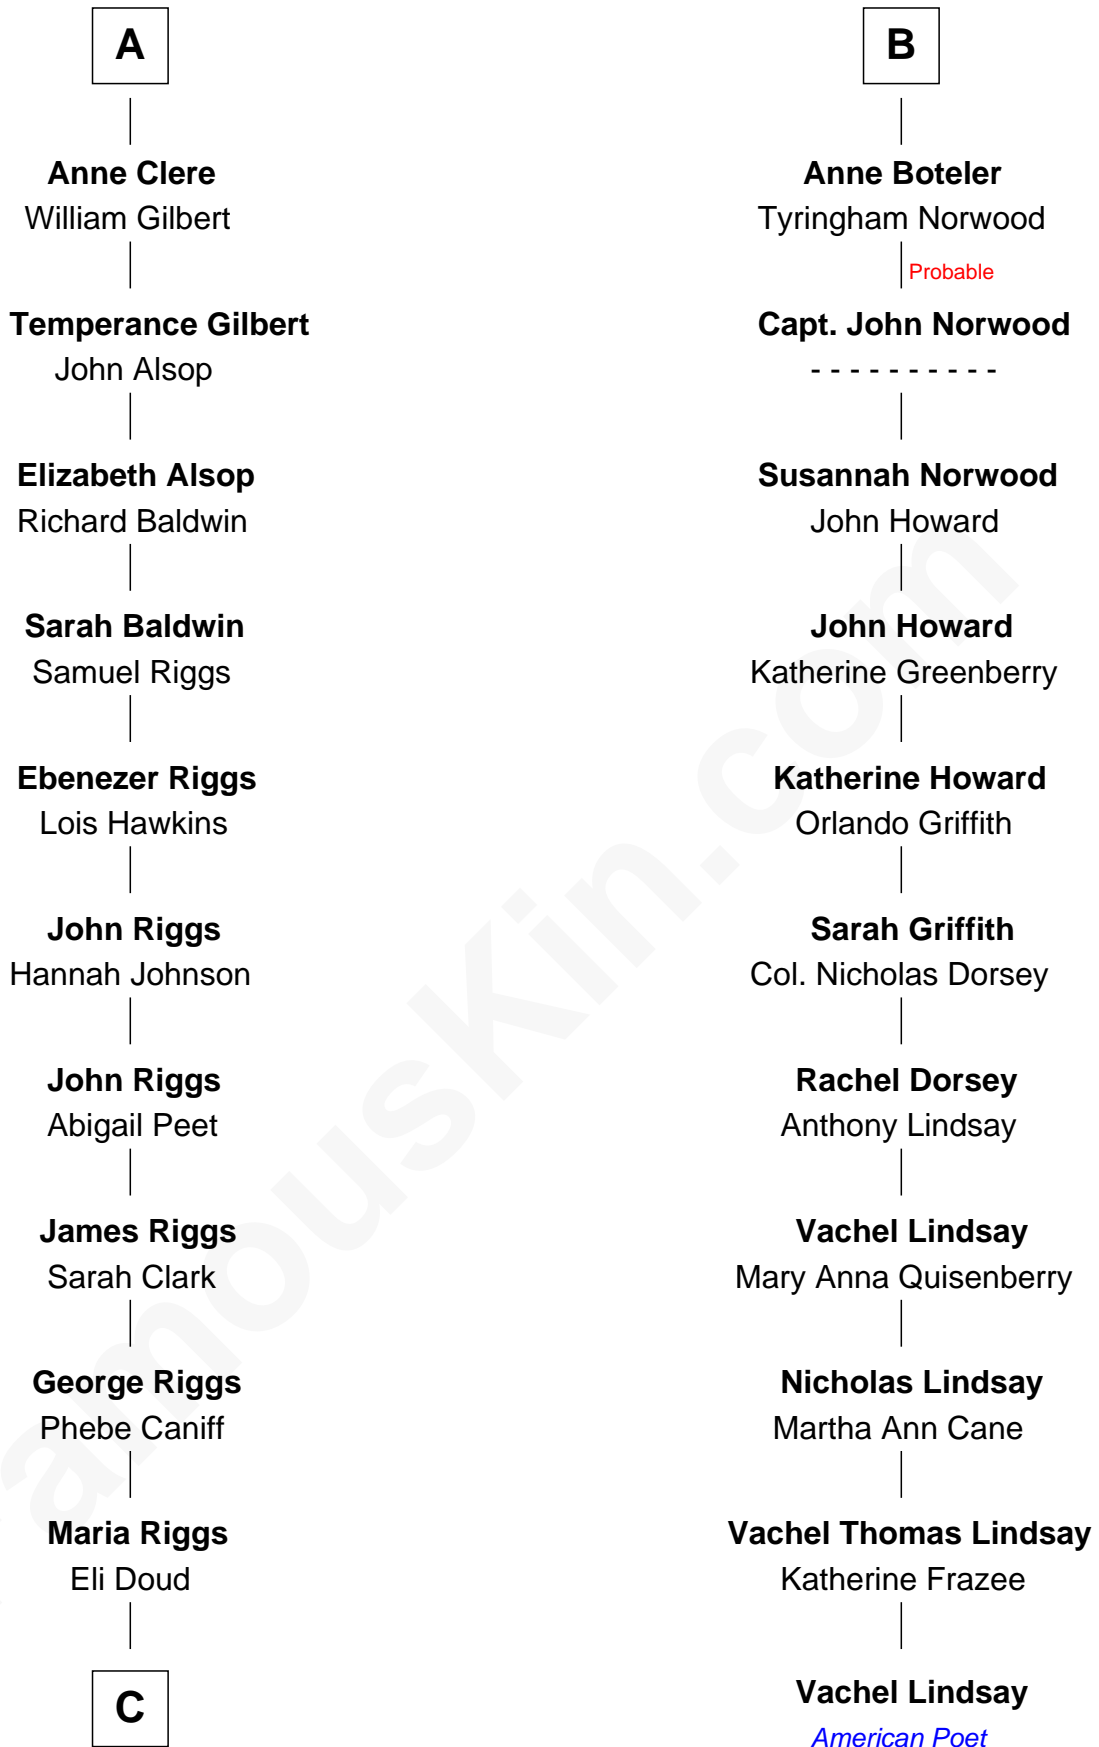 A
Anne Clere
William Gilbert
Temperance Gilbert
John Alsop
Elizabeth Alsop
Richard Baldwin
Sarah Baldwin
Samuel Riggs
Ebenezer Riggs
Lois Hawkins
John Riggs
Hannah Johnson
John Riggs
Abigail Peet
James Riggs
Sarah Clark
George Riggs
Phebe Caniff
Maria Riggs
Eli Doud
C
B
Anne Boteler
Tyringham Norwood
Probable
Capt. John Norwood
- - - - - - - - - -
Susannah Norwood
John Howard
John Howard
Katherine Greenberry
Katherine Howard
Orlando Griffith
Sarah Griffith
Col. Nicholas Dorsey
Rachel Dorsey
Anthony Lindsay
Vachel Lindsay
Mary Anna Quisenberry
Nicholas Lindsay
Martha Ann Cane
Vachel Thomas Lindsay
Katherine Frazee
Vachel Lindsay
American Poet
amouskin.com